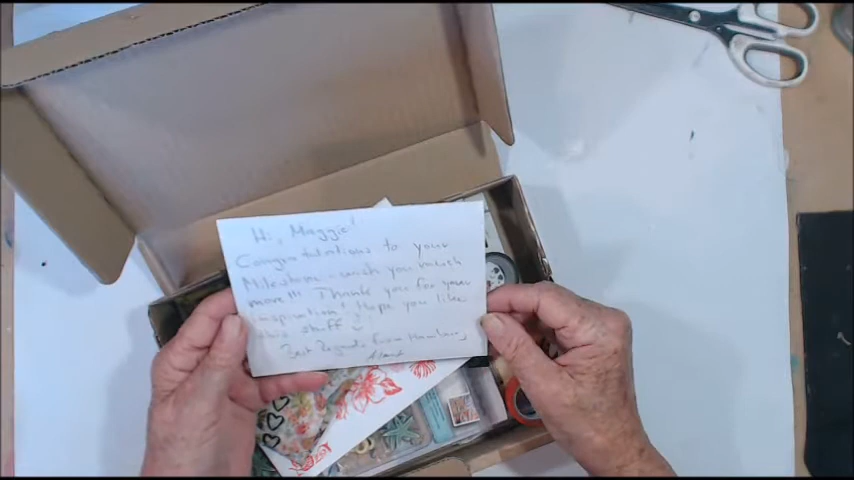 Hi, Maggie!
Congratulations to your
Milestone - wish you much
more!!! Thank you for your
inspiration! Hope you like
this stuff
Best Regards from Hamburg